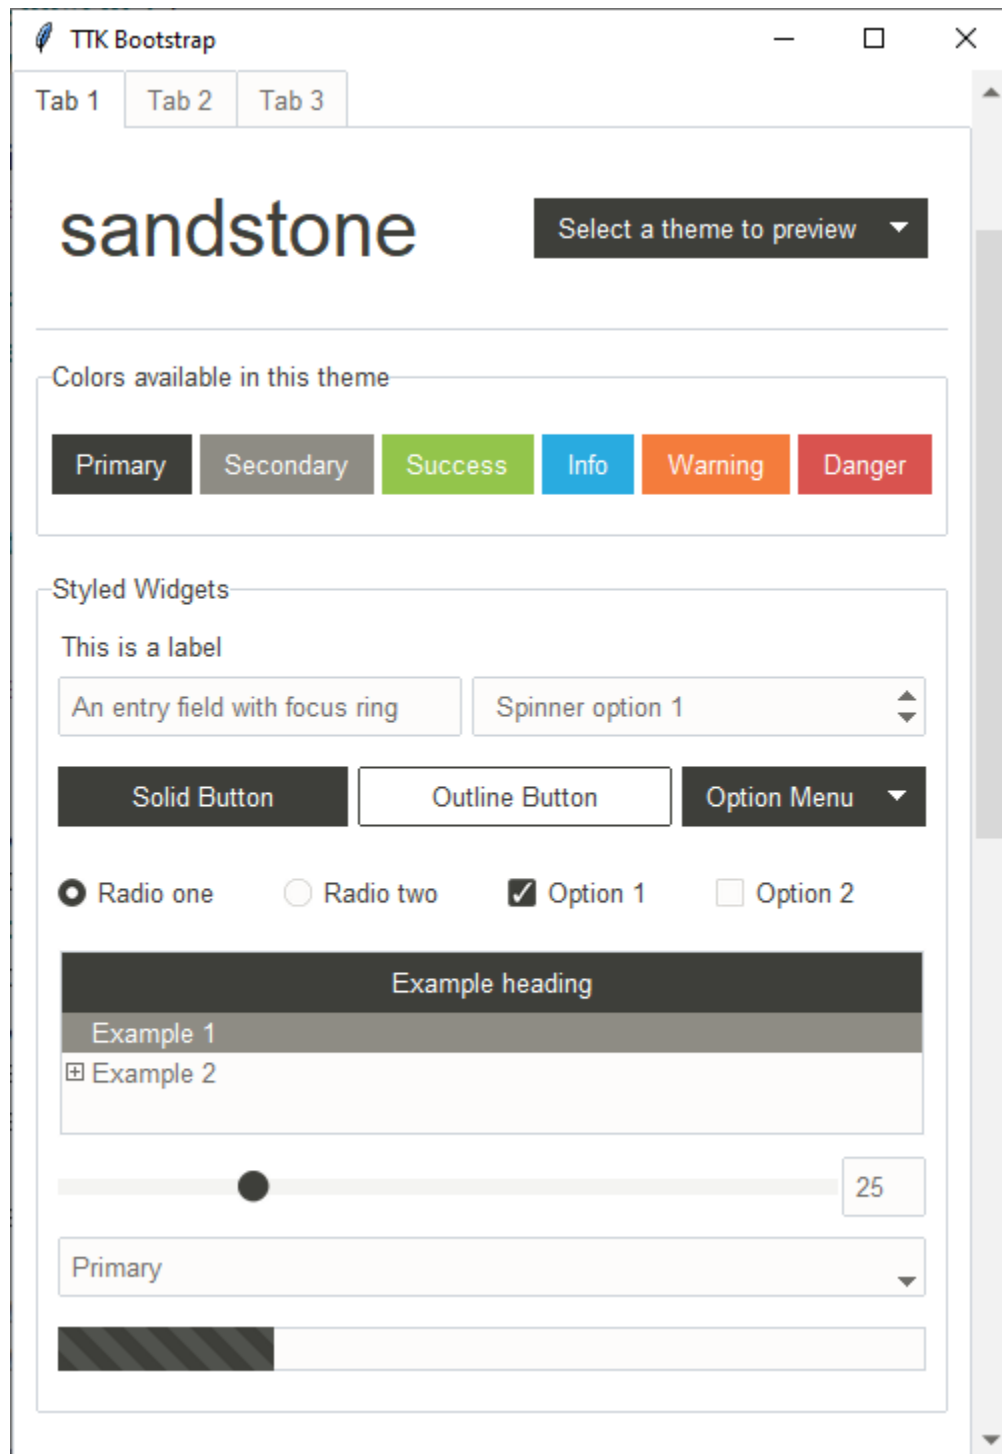 TTK Bootstrap
Tab 1 Tab 2 Tab 3
sandstone Select a theme to preview
Colors available in this theme
Primary Secondary Success Info Warning Danger
Styled Widgets
This is a label
An entry field with focus ring Spinner option 1
Solid Button Outline Button Option Menu
Radio one Radio two Option 1 Option 2
Example heading
Example 1
Example 2
25
Primary